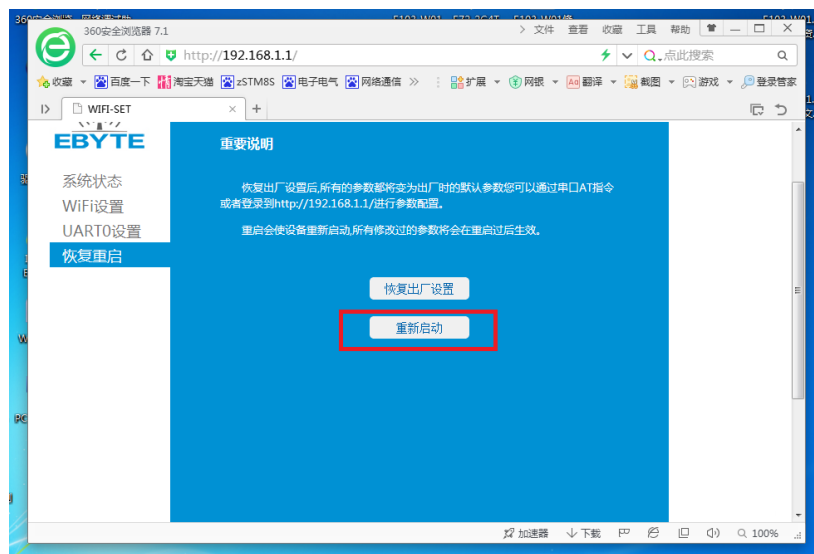 360安全浏览器 7.1
文件 查看 收藏 工具 帮助
http://192.168.1.1/
点此搜索
收藏 百度一下 淘宝天猫 zSTM8S 电子电气 网络通信 扩展 网银 翻译 截图 游戏 登录管家
WIFI-SET
EBYTE
重要说明
系统状态
WiFi设置
UART0设置
恢复重启
恢复出厂设置后,所有的参数都将变为出厂时的默认参数您可以通过串口AT指令
或者登录到http://192.168.1.1/进行参数配置。
重启会使设备重新启动,所有修改过的参数将会在重启过后生效。
恢复出厂设置
重新启动
加速器 下载 100%